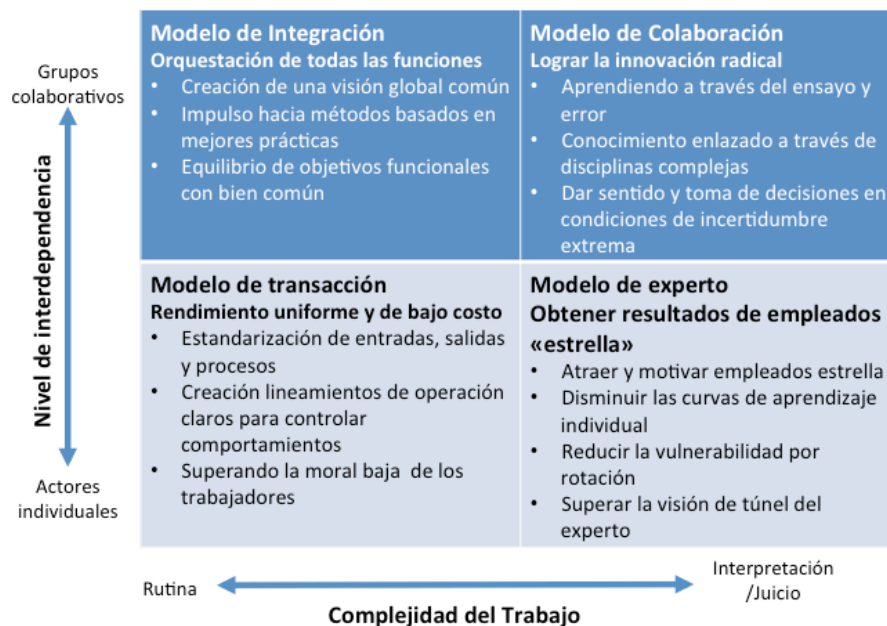 Grupos
colaborativos
Nivel de interdependencia
Actores
individuales
Modelo de Integración
Orquestación de todas las funciones
• Creación de una visión global común
• Impulso hacia métodos basados en
mejores prácticas
• Equilibrio de objetivos funcionales
con bien común
Modelo de Colaboración
Lograr la innovación radical
• Aprendiendo a través del ensayo y
error
• Conocimiento enlazado a través de
disciplinas complejas
• Dar sentido y toma de decisiones en
condiciones de incertidumbre
extrema
Modelo de transacción
Rendimiento uniforme y de bajo costo
• Estandarización de entradas, salidas
y procesos
• Creación lineamientos de operación
claros para controlar
comportamientos
• Superando la moral baja de los
trabajadores
Modelo de experto
Obtener resultados de empleados
«estrella»
• Atraer y motivar empleados estrella
• Disminuir las curvas de aprendizaje
individual
• Reducir la vulnerabilidad por
rotación
• Superar la visión de túnel del
experto
Rutina
Interpretación
/Juicio
Complejidad del Trabajo